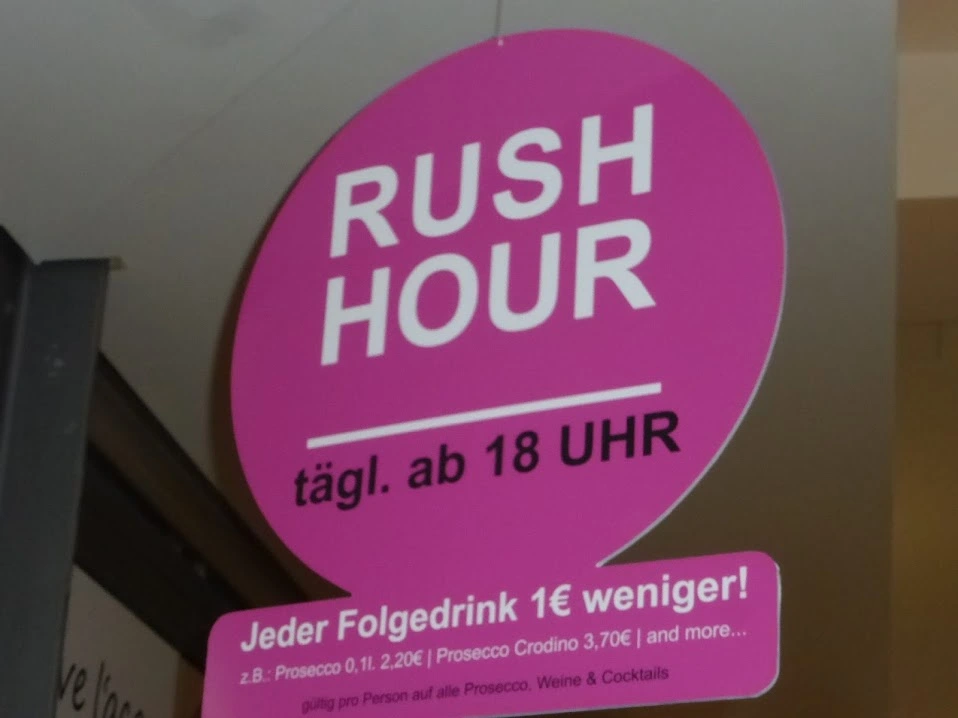 RUSH
HOUR
tägl. ab 18 UHR
Jeder Folgedrink 1€ weniger!
z.B.: Prosecco 0,1l. 2,20€ | Prosecco Crodino 3,70€ | and more...
gültig pro Person auf alle Prosecco, Weine & Cocktails